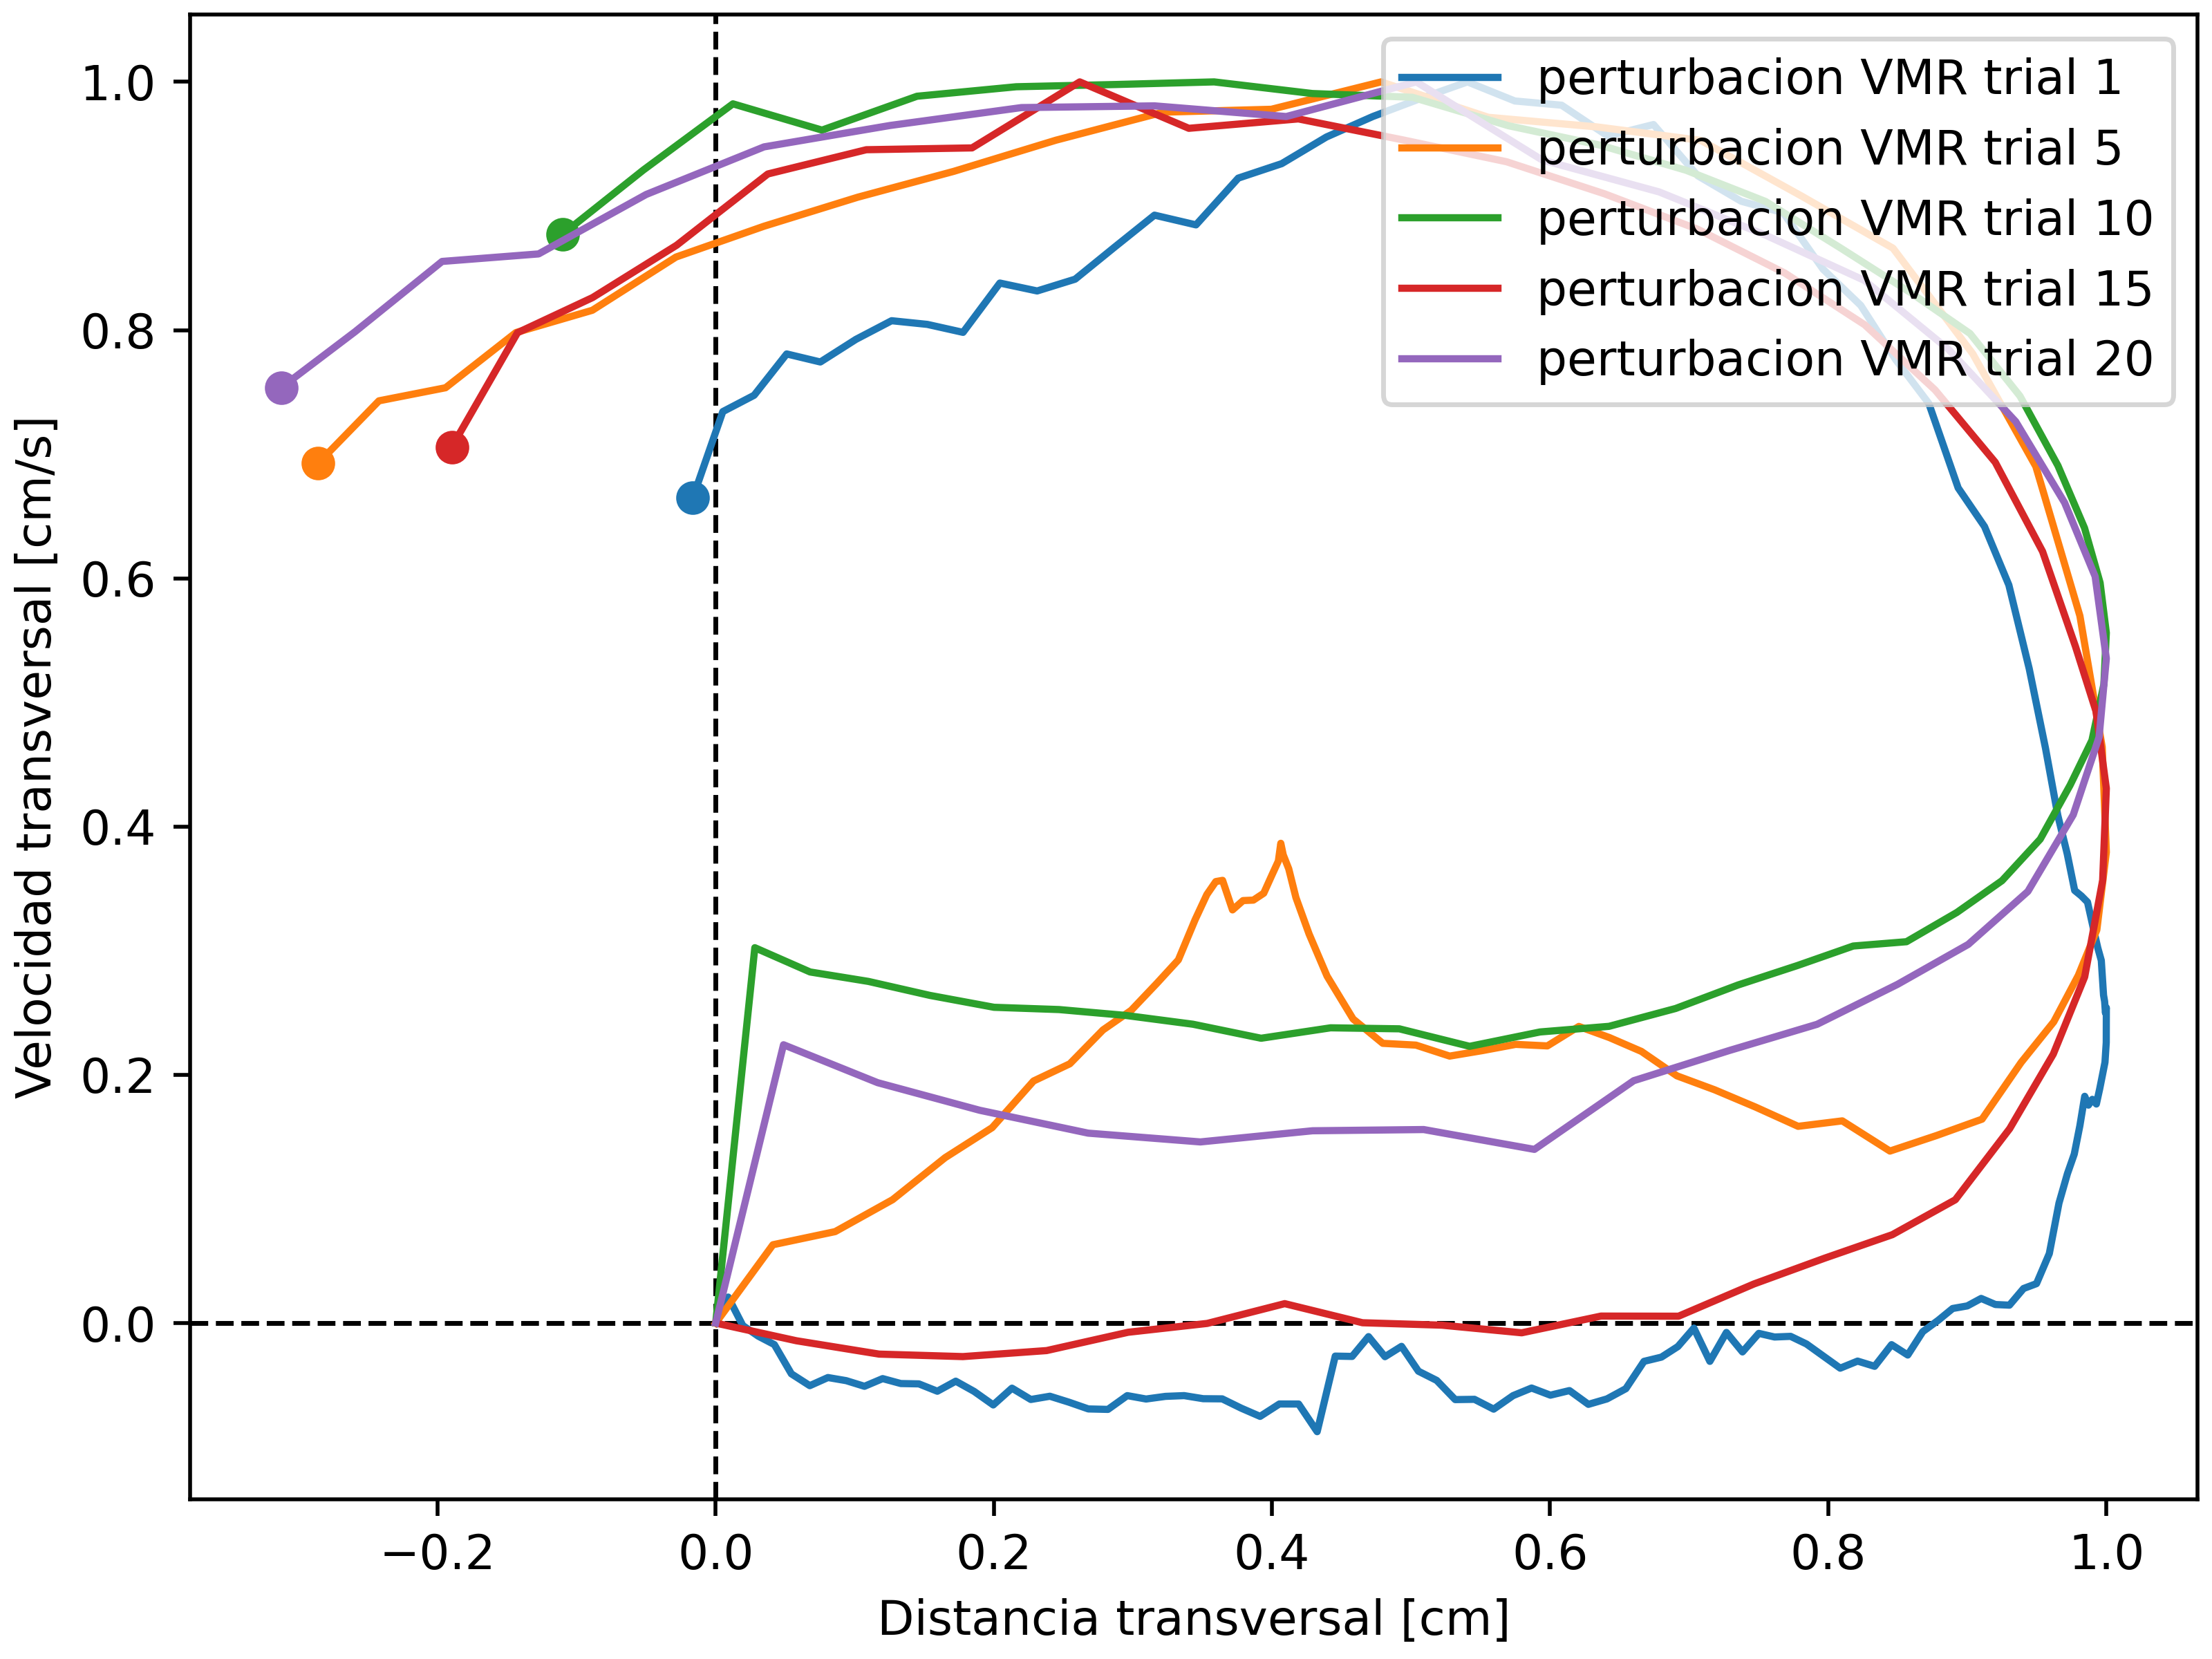 perturbacion VMR trial 1
perturbacion VMR trial 5
perturbacion VMR trial 10
perturbacion VMR trial 15
perturbacion VMR trial 20
Velocidad transversal [cm/s]
1.0
0.8
0.6
0.4
0.2
0.0
−0.2 0.0 0.2 0.4 0.6 0.8 1.0
Distancia transversal [cm]